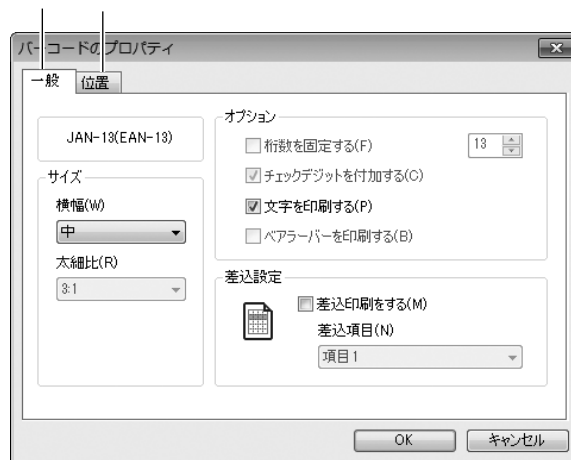 バーコードのプロパティ
一般
位置
JAN-13(EAN-13)
サイズ
横幅(W)
中
太細比(R)
3:1
オプション
桁数を固定する(F)
13
チェックデジットを付加する(C)
文字を印刷する(P)
ベアラーバーを印刷する(B)
差込設定
差込印刷をする(M)
差込項目(N)
項目1
OK
キャンセル